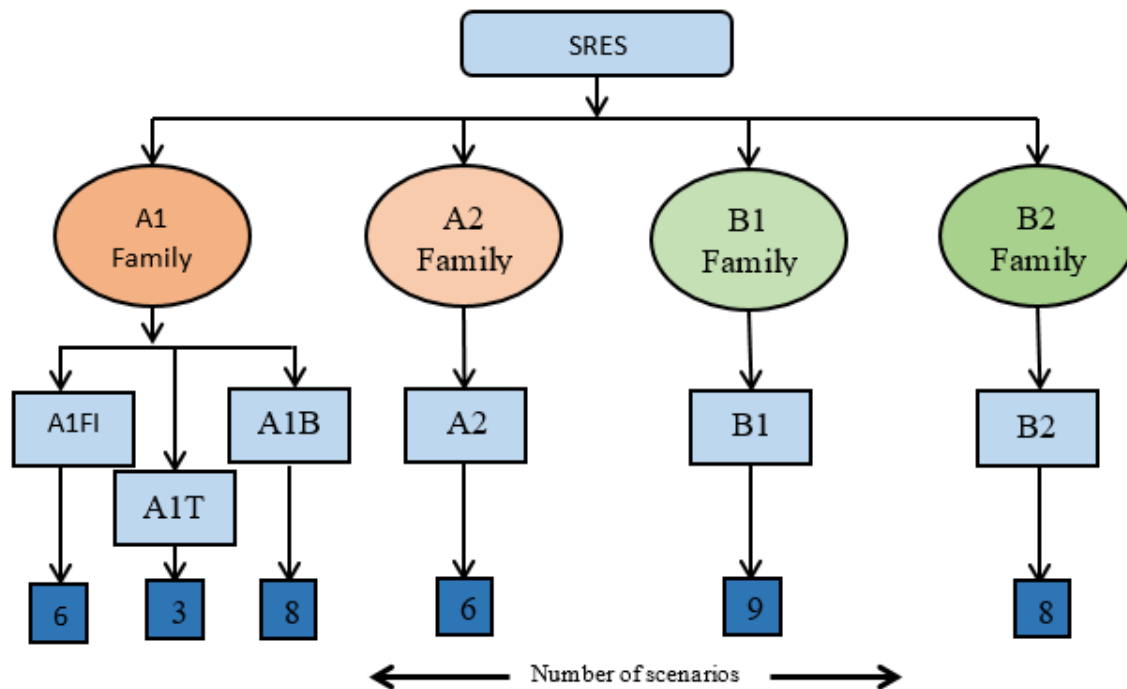 SRES
A1
Family
A2
Family
B1
Family
B2
Family
A1FI
A1T
A1B
A2
B1
B2
6
3
8
6
9
8
Number of scenarios